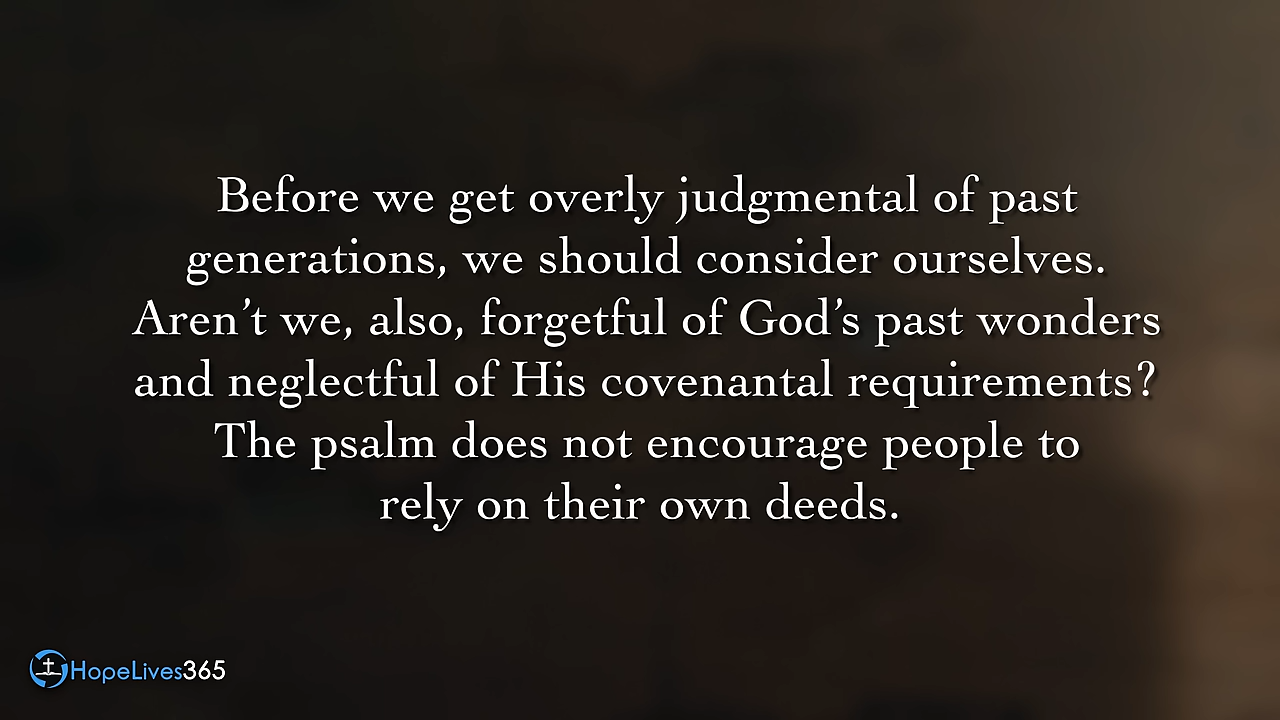 Before we get overly judgmental of past
generations, we should consider ourselves.
Aren’t we, also, forgetful of God’s past wonders
and neglectful of His covenantal requirements?
The psalm does not encourage people to
rely on their own deeds.
HopeLives365